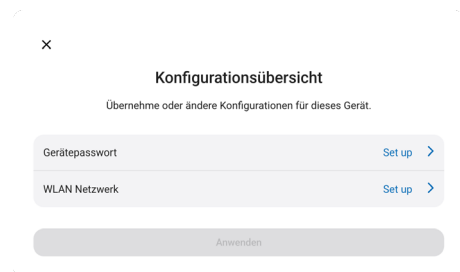 Konfigurationsübersicht
Übernehme oder ändere Konfigurationen für dieses Gerät.
Gerätepasswort Set up
WLAN Netzwerk Set up
Anwenden